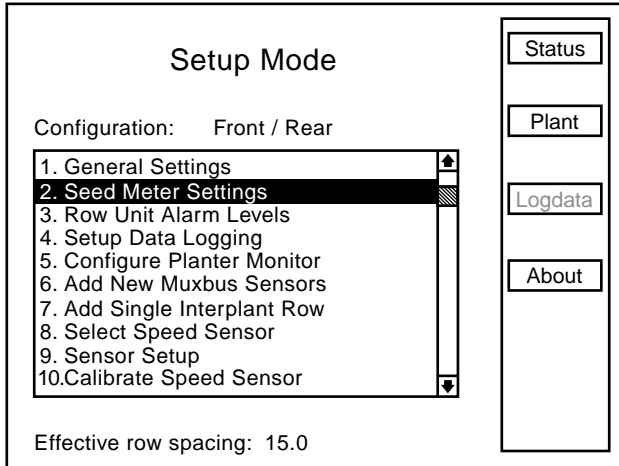 Setup Mode
Configuration: Front / Rear
1. General Settings
2. Seed Meter Settings
3. Row Unit Alarm Levels
4. Setup Data Logging
5. Configure Planter Monitor
6. Add New Muxbus Sensors
7. Add Single Interplant Row
8. Select Speed Sensor
9. Sensor Setup
10.Calibrate Speed Sensor
Effective row spacing: 15.0
Status
Plant
Logdata
About